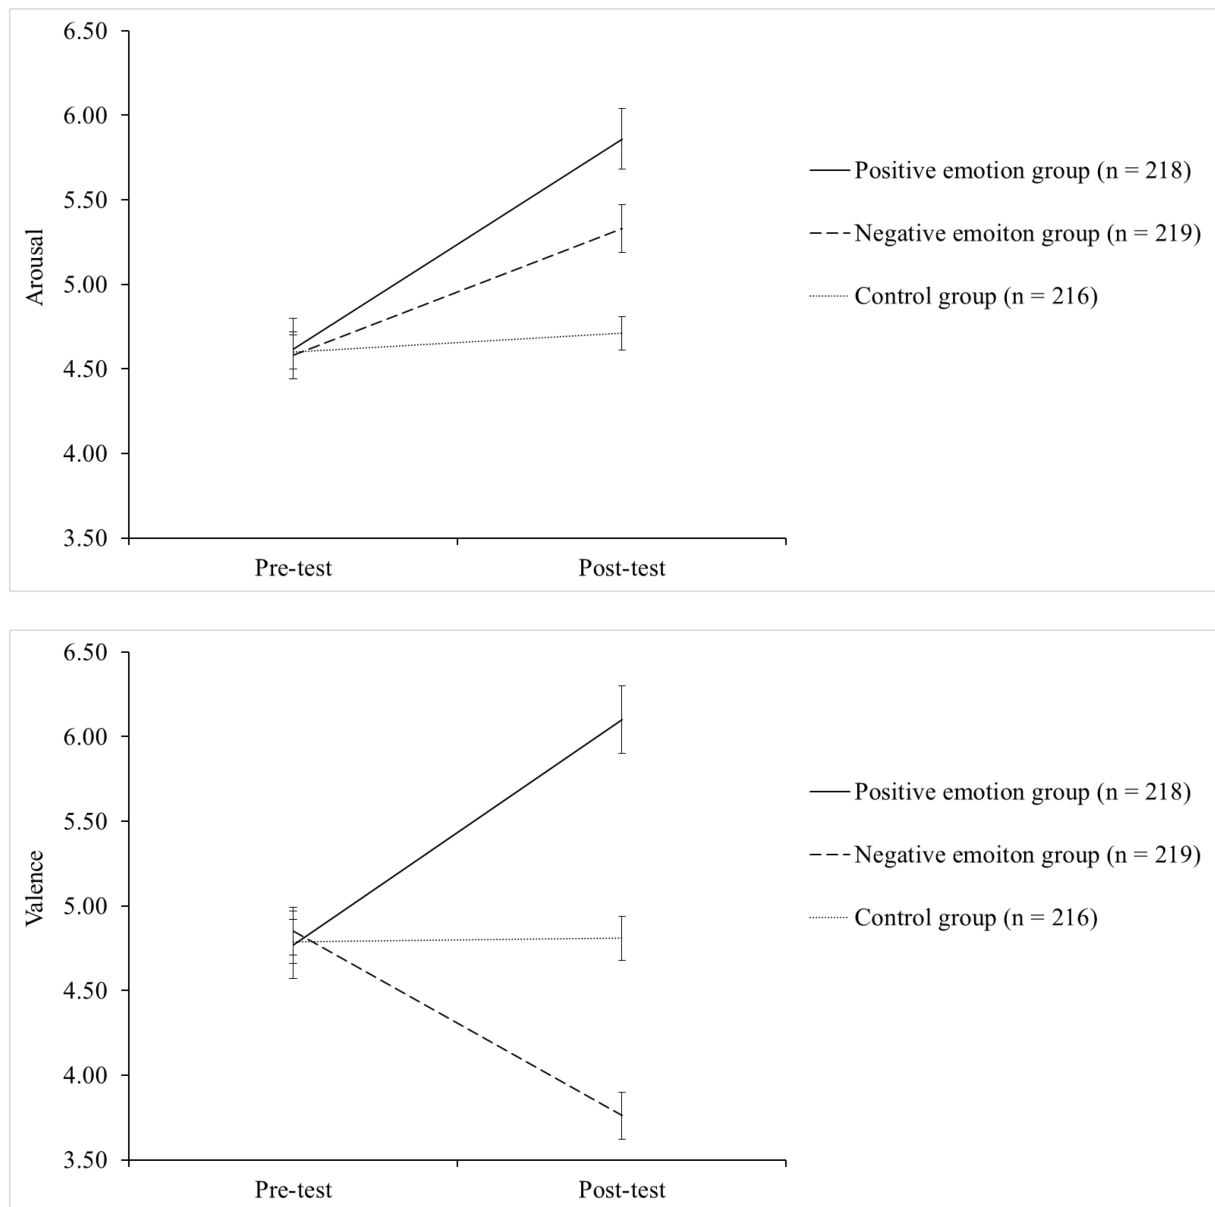 6.50
6.00
5.50
5.00
4.50
4.00
3.50
Arousal
Pre-test
Post-test
Positive emotion group (n = 218)
Negative emoiton group (n = 219)
Control group (n = 216)
6.50
6.00
5.50
5.00
4.50
4.00
3.50
Valence
Pre-test
Post-test
Positive emotion group (n = 218)
Negative emoiton group (n = 219)
Control group (n = 216)